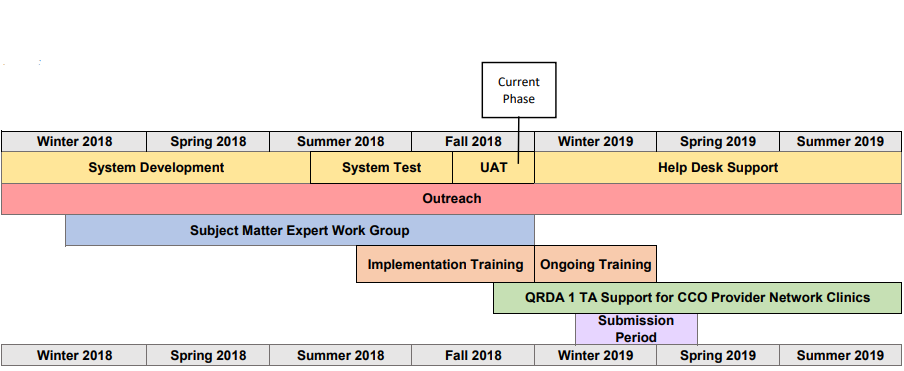 Current
Phase
Winter 2018 Spring 2018 Summer 2018 Fall 2018 Winter 2019 Spring 2019 Summer 2019
System Development System Test UAT Help Desk Support
Outreach
Subject Matter Expert Work Group
Implementation Training Ongoing Training
QRDA 1 TA Support for CCO Provider Network Clinics
Submission
Period
Winter 2018 Spring 2018 Summer 2018 Fall 2018 Winter 2019 Spring 2019 Summer 2019